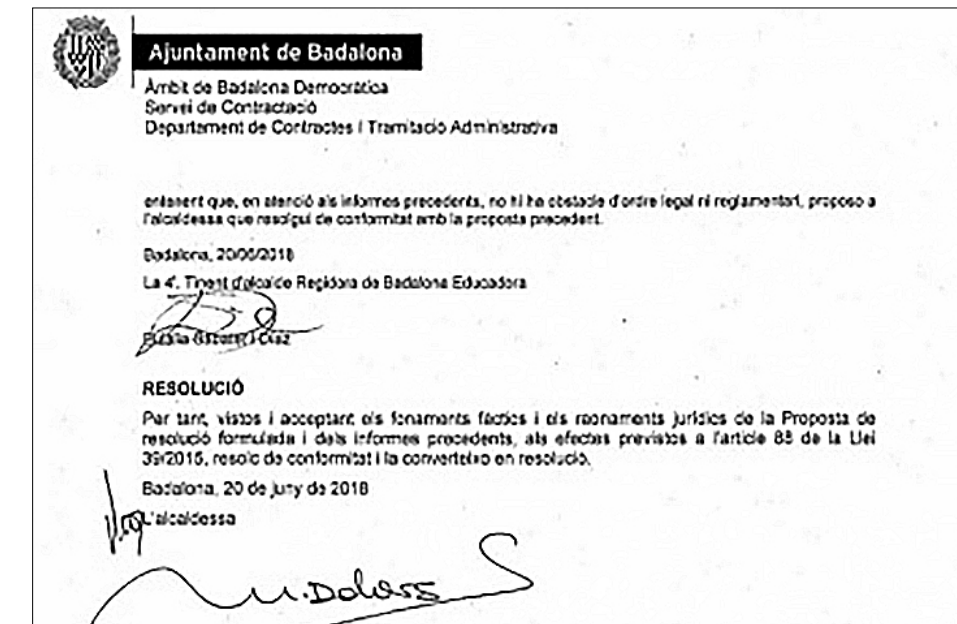 Ajuntament de Badalona
Àmbit de Badalona Democràtica
Servei de Contractació
Departament de Contractes i Tramitació Administrativa
entenent que, en atenció als informes precedents, no hi ha obstacle d'ordre legal ni reglamentari, proposo a
l'alcaldessa que resolgui de conformitat amb la proposta precedent.
Badalona, 20/06/2018
La 4ª. Tinent d'alcalde Regidora de Badalona Educadora
RESOLUCIÓ
Per tant, vistos i acceptant els fonaments fàctics i els raonaments jurídics de la Proposta de
resolució formulada i dels informes precedents, als efectes previstos a l'article 88 de la Llei
39/2015, resolc de conformitat i la converteixo en resolució.
Badalona, 20 de juny de 2018
L'alcaldessa
M. Dolors S